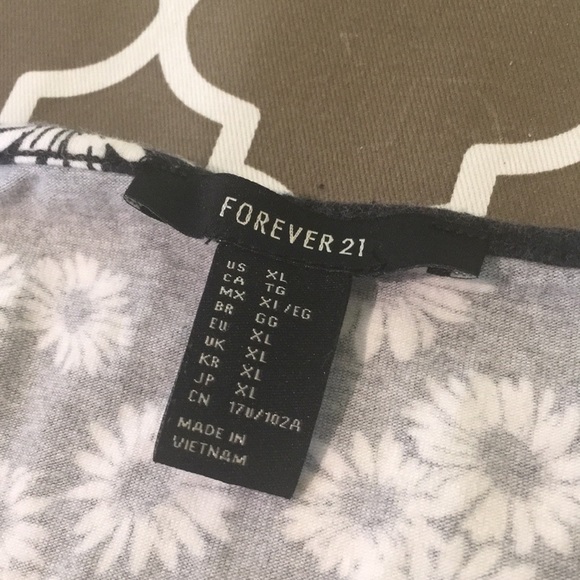 FOREVER 21
US XL
CA TG
MX XL/EG
BR GG
EU XL
UK XL
KR XL
JP XL
CN 170/102A
MADE IN
VIETNAM